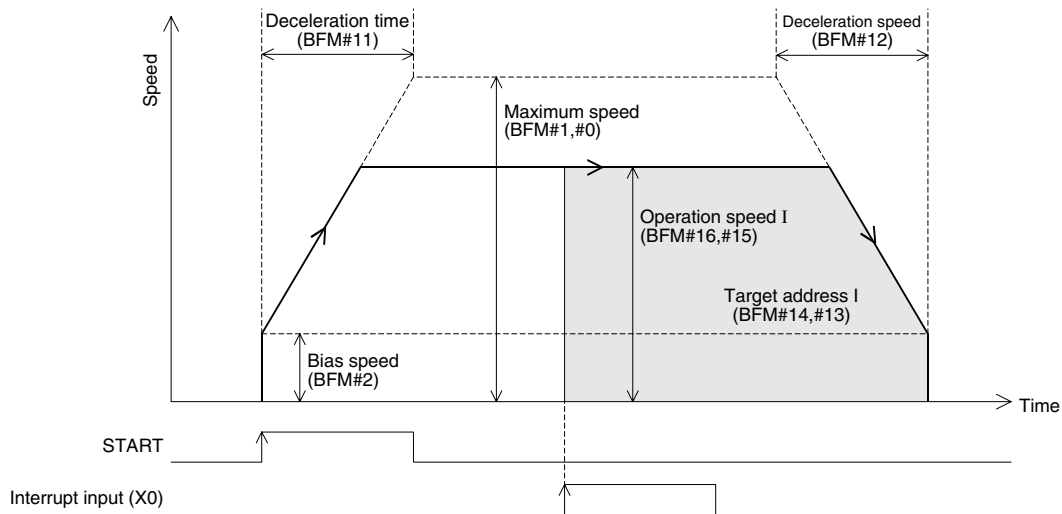 Deceleration time
(BFM#11)
Deceleration speed
(BFM#12)
Speed
Maximum speed
(BFM#1,#0)
Operation speed I
(BFM#16,#15)
Target address I
(BFM#14,#13)
Bias speed
(BFM#2)
Time
START
Interrupt input (X0)